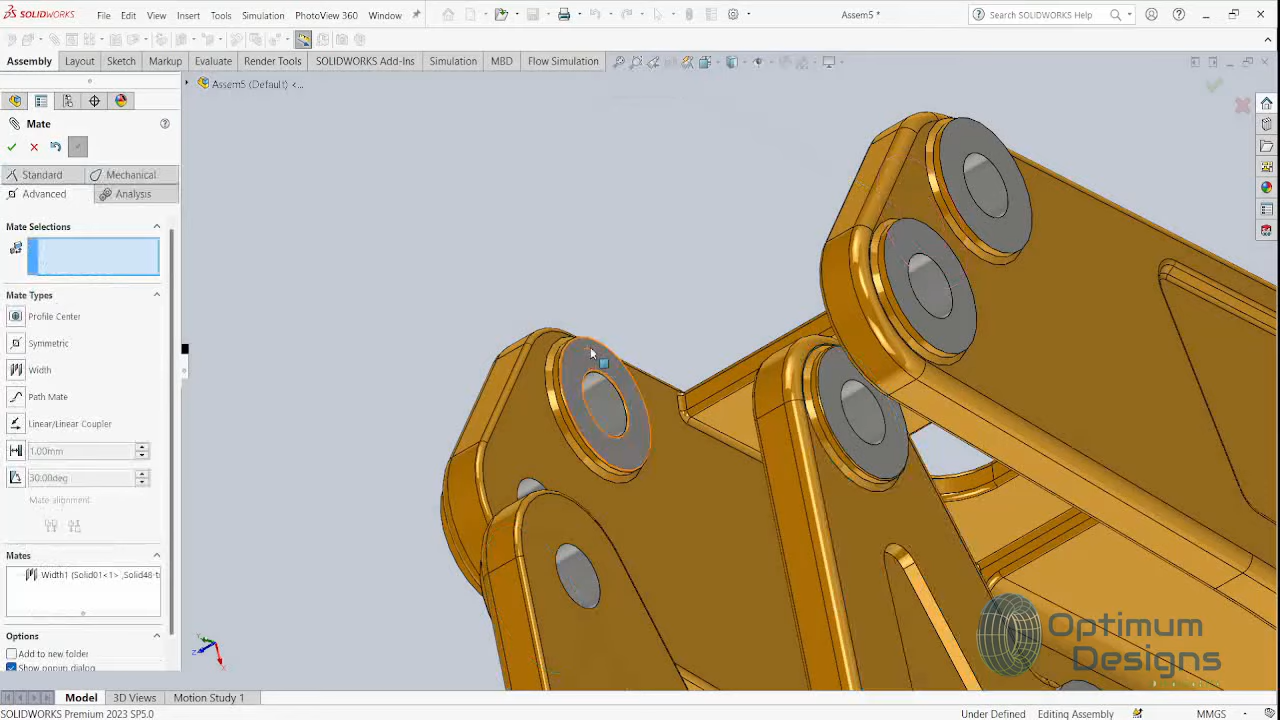 SOLIDWORKS File Edit View Insert Tools Simulation PhotoView 360 Window Assem5 * Search SOLIDWORKS Help
Assembly Layout Sketch Markup Evaluate Render Tools SOLIDWORKS Add-Ins Simulation MBD Flow Simulation
Assem5 (Default) <...
Mate
Standard Mechanical
Advanced Analysis
Mate Selections
Mate Types
Profile Center
Symmetric
Width
Path Mate
Linear/Linear Coupler
1.00mm
30.00deg
Mate alignment
Mates
Width1 (Solid01<1> ,Solid48-t
Options
Add to new folder
Show popup dialog
Optimum
Designs
Model 3D Views Motion Study 1
SOLIDWORKS Premium 2023 SP5.0 Under Defined Editing Assembly MMGS